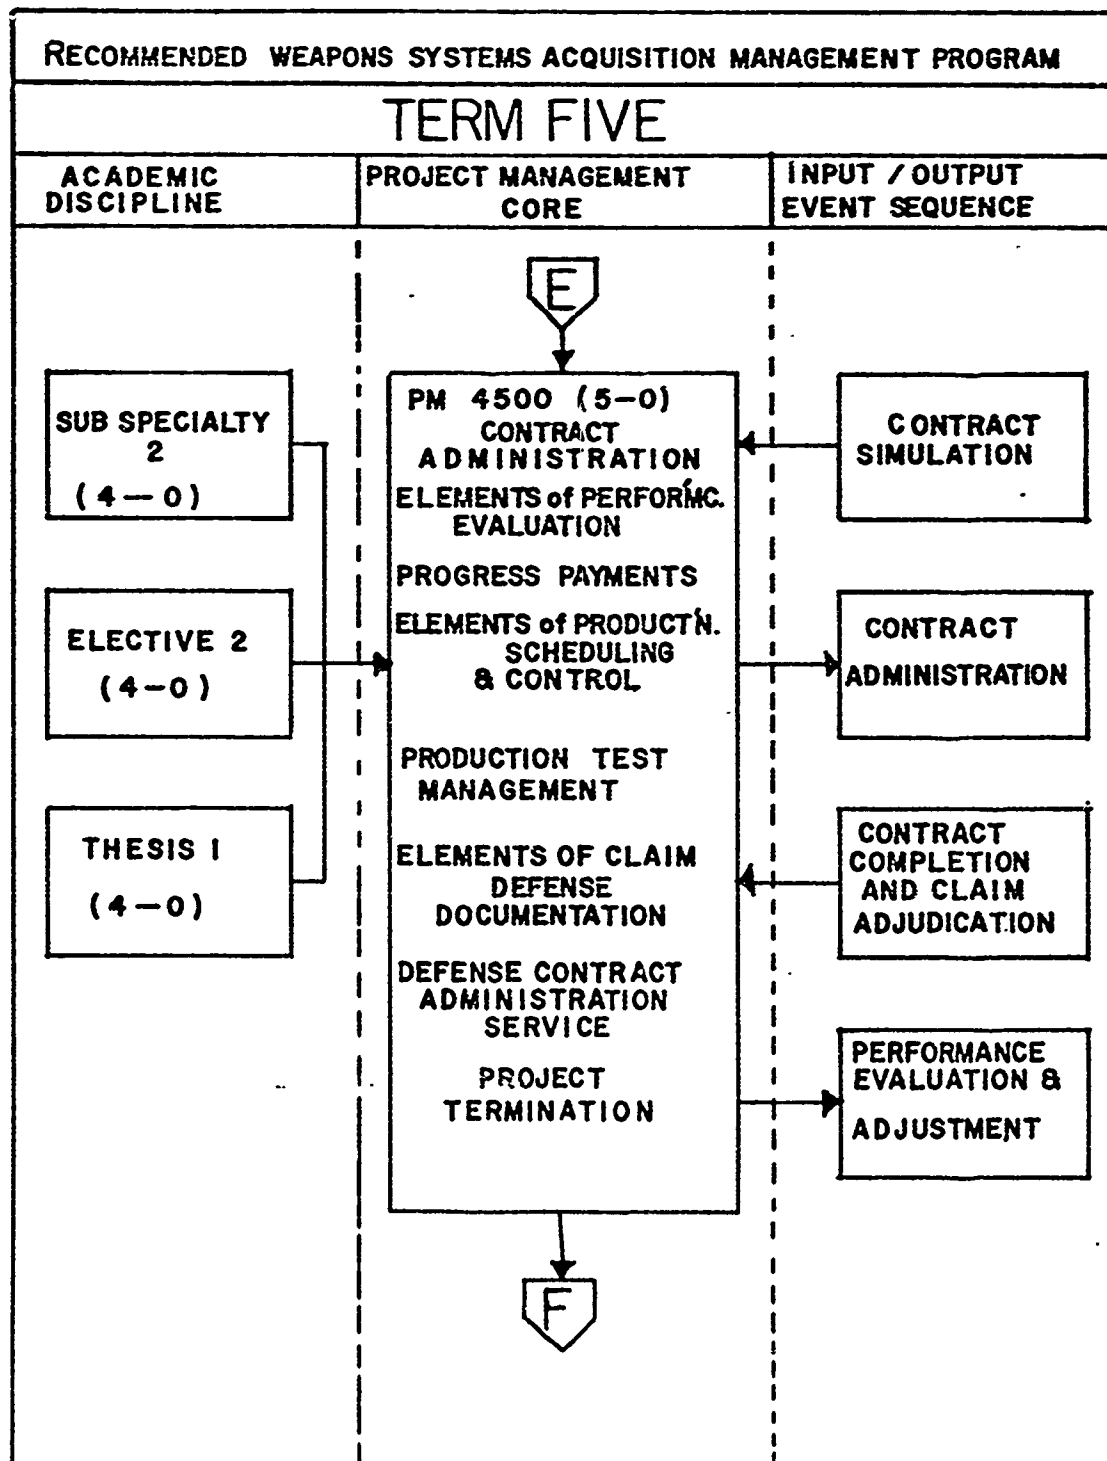 RECOMMENDED WEAPONS SYSTEMS ACQUISITION MANAGEMENT PROGRAM
TERM FIVE
ACADEMIC
DISCIPLINE
PROJECT MANAGEMENT
CORE
INPUT / OUTPUT
EVENT SEQUENCE
E
SUB SPECIALTY
2
(4-0)
ELECTIVE 2
(4-0)
THESIS I
(4-0)
PM 4500 (5-0)
CONTRACT
ADMINISTRATION
ELEMENTS of PERFOR'MC.
EVALUATION
PROGRESS PAYMENTS
ELEMENTS of PRODUCT'N.
SCHEDULING
& CONTROL
PRODUCTION TEST
MANAGEMENT
ELEMENTS OF CLAIM
DEFENSE
DOCUMENTATION
DEFENSE CONTRACT
ADMINISTRATION
SERVICE
PROJECT
TERMINATION
CONTRACT
SIMULATION
CONTRACT
ADMINISTRATION
CONTRACT
COMPLETION
AND CLAIM
ADJUDICATION
PERFORMANCE
EVALUATION &
ADJUSTMENT
F